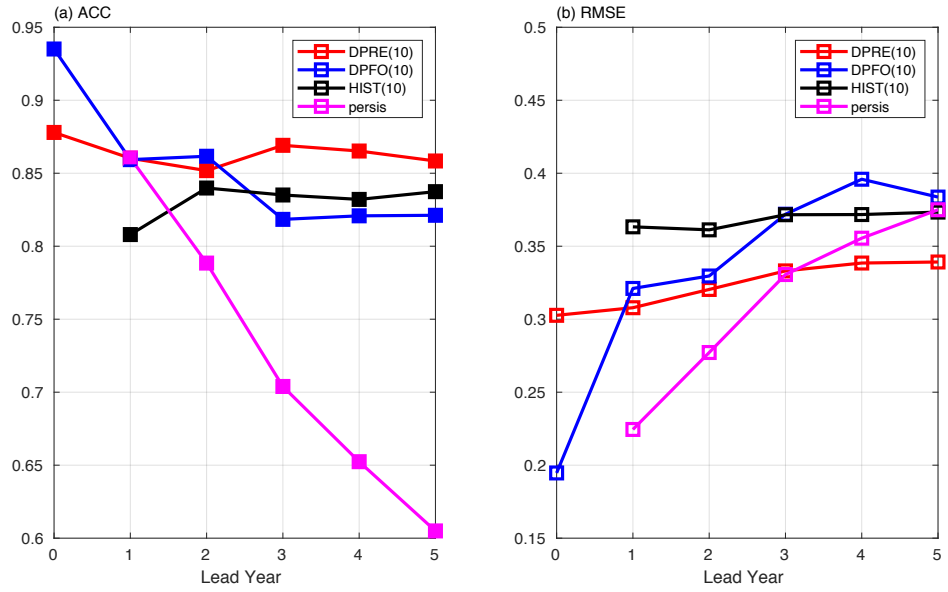 (a) ACC
0.95
0.9
0.85
0.8
0.75
0.7
0.65
0.6
0 1 2 3 4 5
Lead Year
DPRE(10)
DPFO(10)
HIST(10)
persis
(b) RMSE
0.5
0.45
0.4
0.35
0.3
0.25
0.2
0.15
0 1 2 3 4 5
Lead Year
DPRE(10)
DPFO(10)
HIST(10)
persis